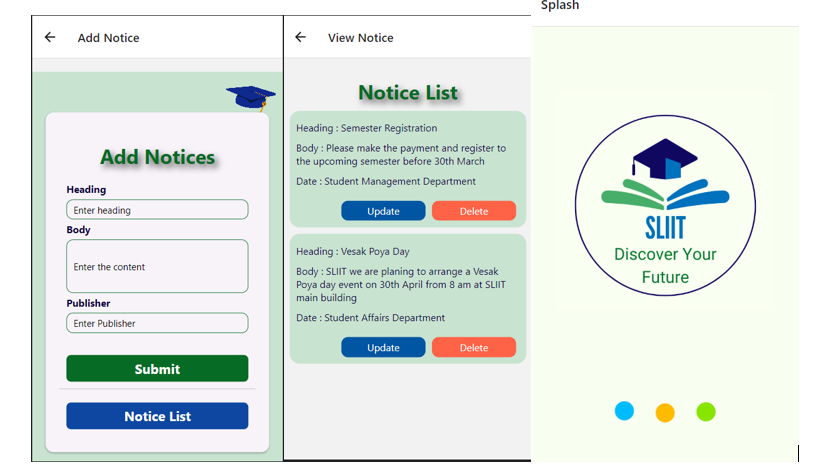 Add Notice
Add Notices
Heading
Enter heading
Body
Enter the content
Publisher
Enter Publisher
Submit
Notice List
View Notice
Notice List
Heading : Semester Registration
Body : Please make the payment and register to
the upcoming semester before 30th March
Date : Student Management Department
Update Delete
Heading : Vesak Poya Day
Body : SLIIT we are planing to arrange a Vesak
Poya day event on 30th April from 8 am at SLIIT
main building
Date : Student Affairs Department
Update Delete
Splash
SLIIT
Discover Your
Future